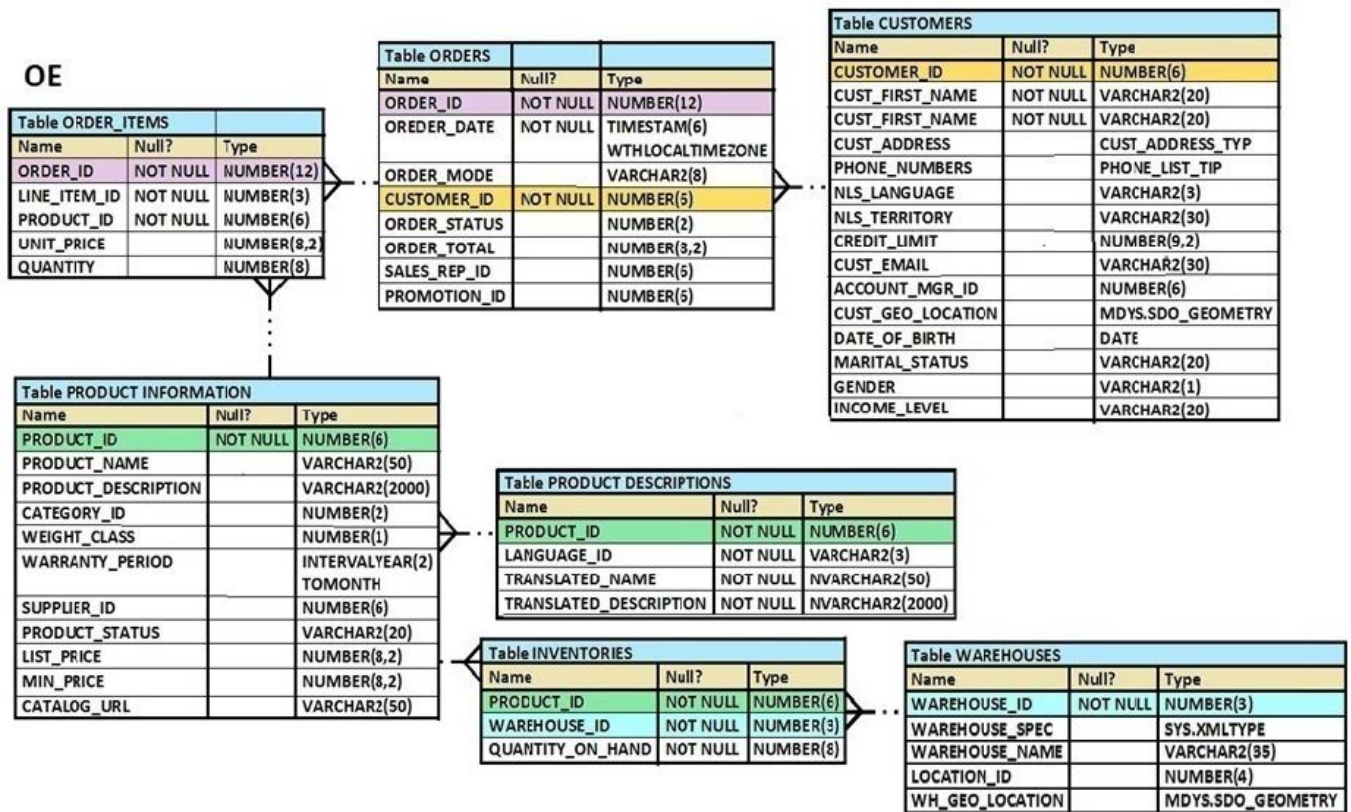 OE
Table ORDER_ITEMS
Name Null? Type
ORDER_ID NOT NULL NUMBER(12)
LINE_ITEM_ID NOT NULL NUMBER(3)
PRODUCT_ID NOT NULL NUMBER(6)
UNIT_PRICE NUMBER(8,2)
QUANTITY NUMBER(8)
Table ORDERS
Name Null? Type
ORDER_ID NOT NULL NUMBER(12)
OREDER_DATE NOT NULL TIMESTAM(6)
WTHLOCALTIMEZONE
ORDER_MODE VARCHAR2(8)
CUSTOMER_ID NOT NULL NUMBER(6)
ORDER_STATUS NUMBER(2)
ORDER_TOTAL NUMBER(8,2)
SALES_REP_ID NUMBER(6)
PROMOTION_ID NUMBER(6)
Table CUSTOMERS
Name Null? Type
CUSTOMER_ID NOT NULL NUMBER(6)
CUST_FIRST_NAME NOT NULL VARCHAR2(20)
CUST_FIRST_NAME NOT NULL VARCHAR2(20)
CUST_ADDRESS CUST_ADDRESS_TYP
PHONE_NUMBERS PHONE_LIST_TIP
NLS_LANGUAGE VARCHAR2(3)
NLS_TERRITORY VARCHAR2(30)
CREDIT_LIMIT NUMBER(9,2)
CUST_EMAIL VARCHAR2(30)
ACCOUNT_MGR_ID NUMBER(6)
CUST_GEO_LOCATION MDYS.SDO_GEOMETRY
DATE_OF_BIRTH DATE
MARITAL_STATUS VARCHAR2(20)
GENDER VARCHAR2(1)
INCOME_LEVEL VARCHAR2(20)
Table PRODUCT INFORMATION
Name Null? Type
PRODUCT_ID NOT NULL NUMBER(6)
PRODUCT_NAME VARCHAR2(50)
PRODUCT_DESCRIPTION VARCHAR2(2000)
CATEGORY_ID NUMBER(2)
WEIGHT_CLASS NUMBER(1)
WARRANTY_PERIOD INTERVALYEAR(2)
TOMONTH
SUPPLIER_ID NUMBER(6)
PRODUCT_STATUS VARCHAR2(20)
LIST_PRICE NUMBER(8,2)
MIN_PRICE NUMBER(8,2)
CATALOG_URL VARCHAR2(50)
Table PRODUCT DESCRIPTIONS
Name Null? Type
PRODUCT_ID NOT NULL NUMBER(6)
LANGUAGE_ID NOT NULL VARCHAR2(3)
TRANSLATED_NAME NOT NULL NVARCHAR2(50)
TRANSLATED_DESCRIPTION NOT NULL NVARCHAR2(2000)
Table INVENTORIES
Name Null? Type
PRODUCT_ID NOT NULL NUMBER(6)
WAREHOUSE_ID NOT NULL NUMBER(3)
QUANTITY_ON_HAND NOT NULL NUMBER(8)
Table WAREHOUSES
Name Null? Type
WAREHOUSE_ID NOT NULL NUMBER(3)
WAREHOUSE_SPEC SYS.XMLTYPE
WAREHOUSE_NAME VARCHAR2(35)
LOCATION_ID NUMBER(4)
WH_GEO_LOCATION MDYS.SDO_GEOMETRY